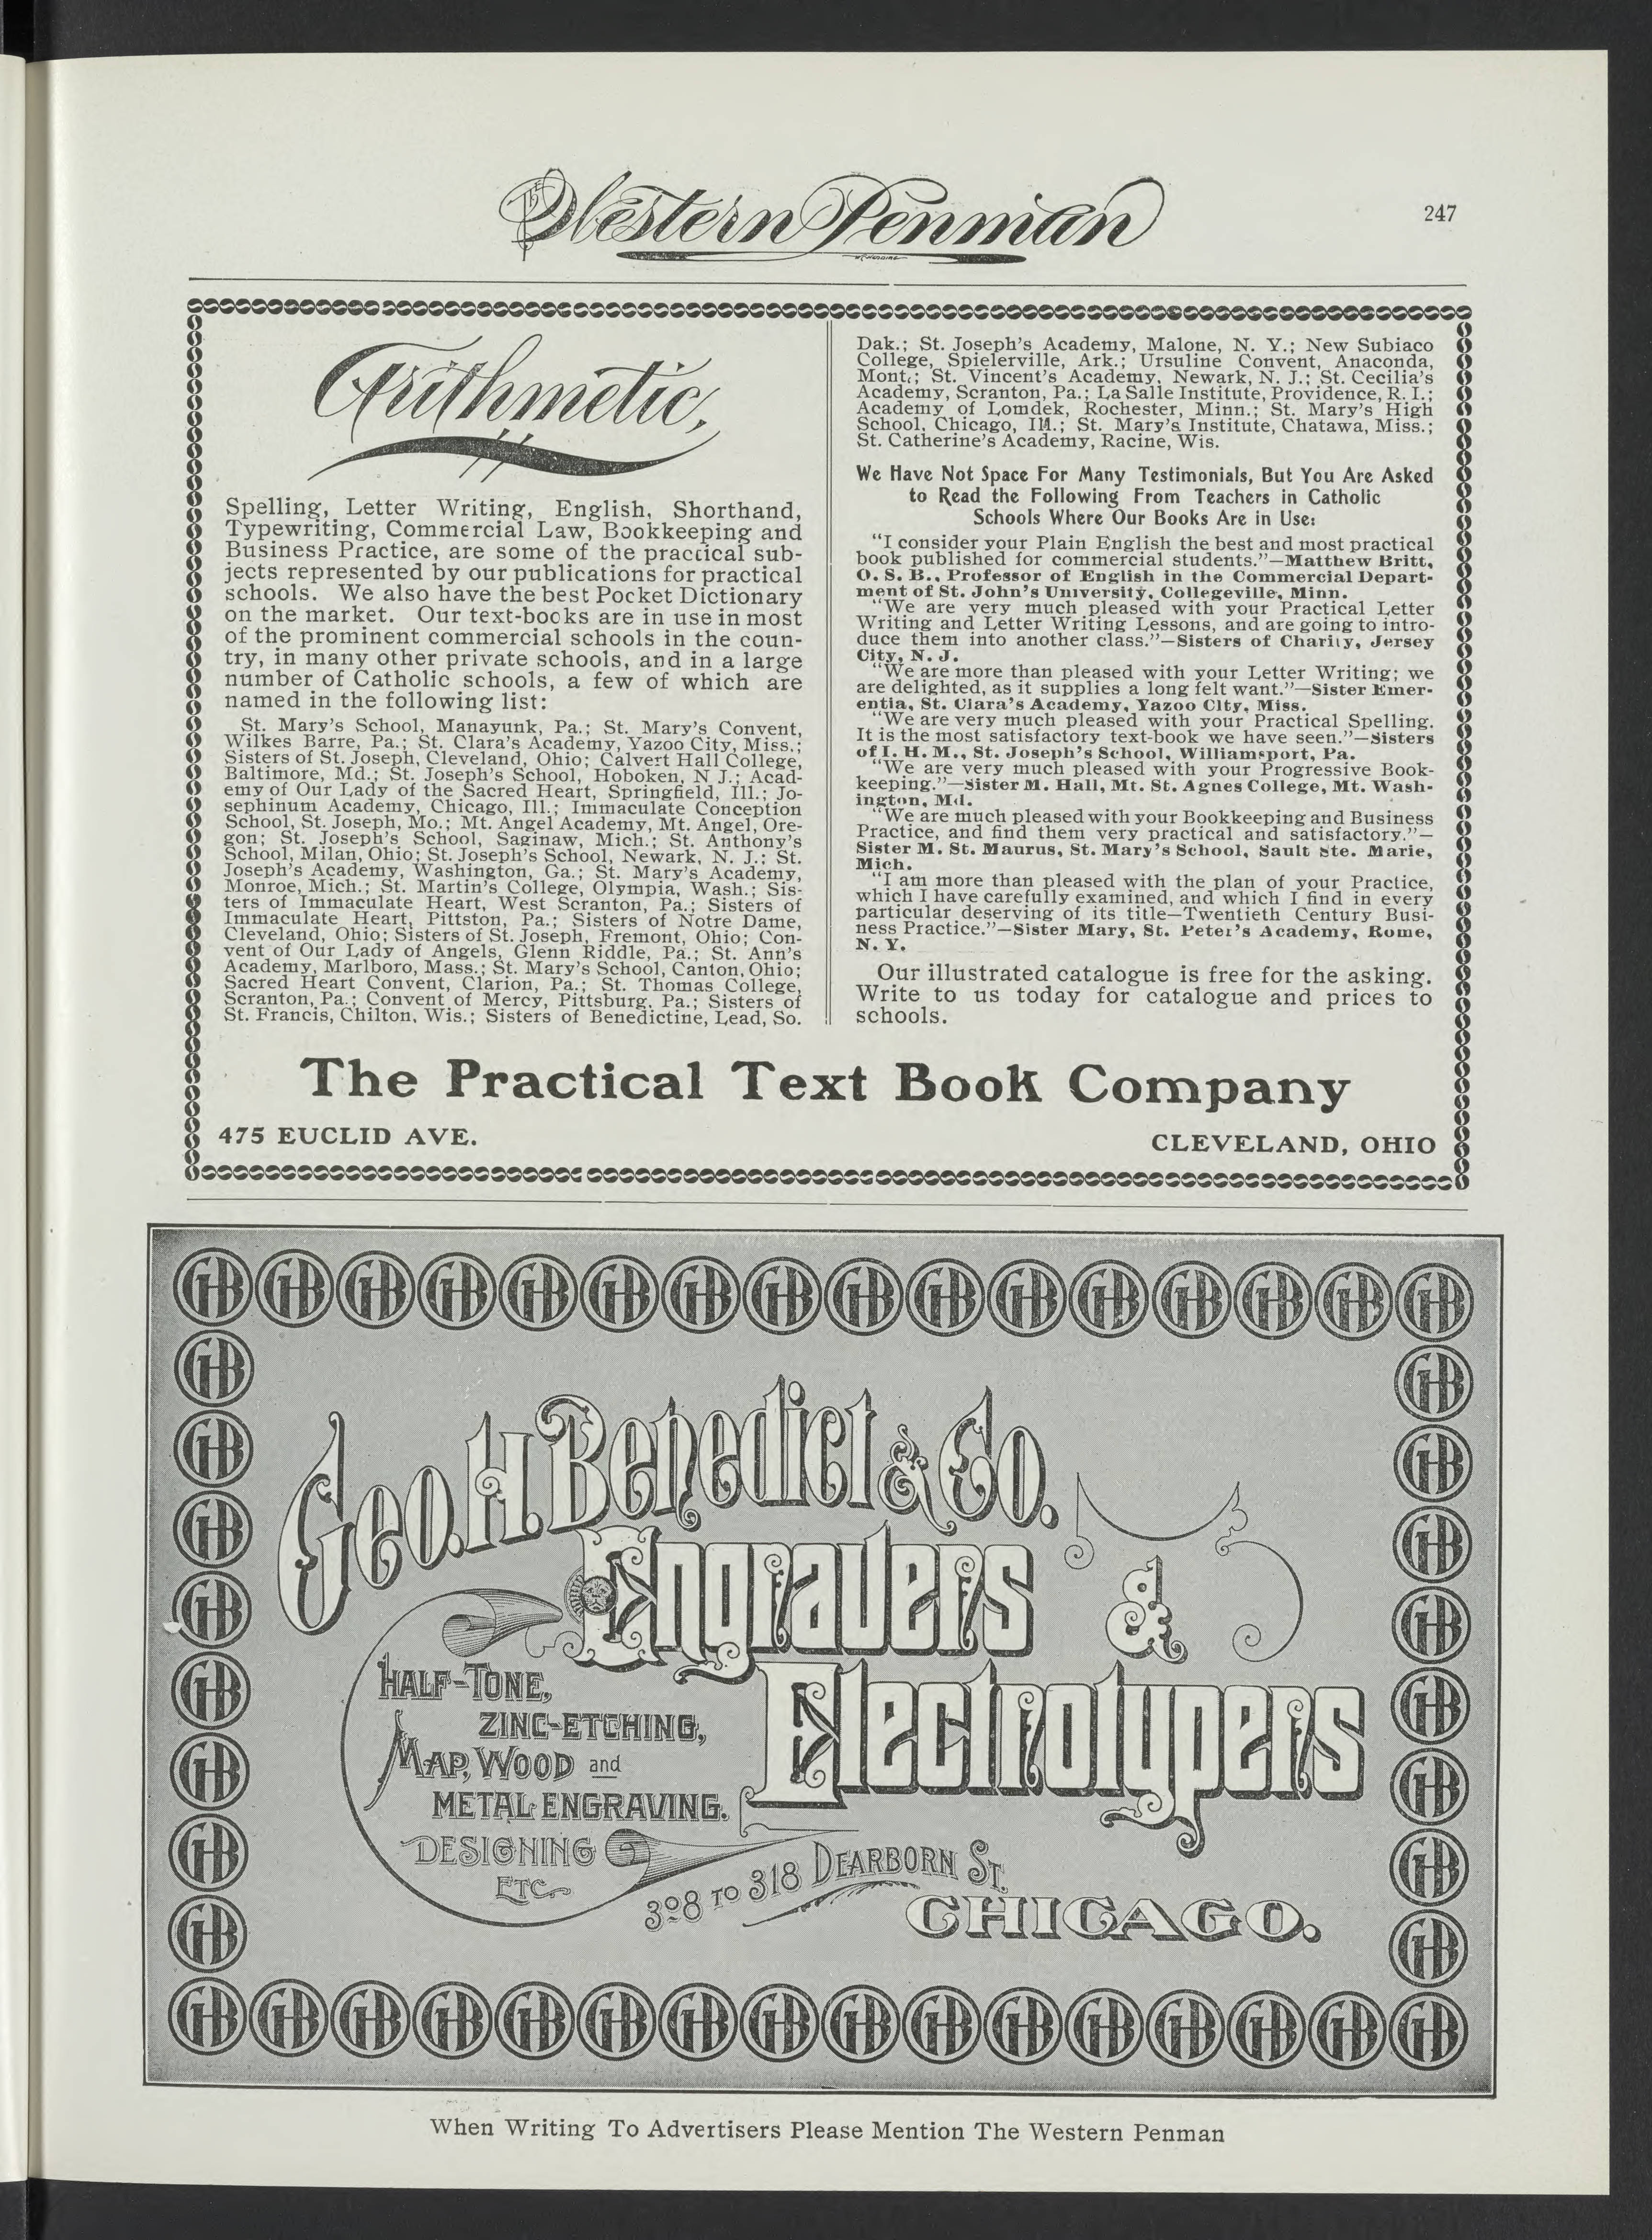 The Western Penman
247
Arithmetic,
Spelling, Letter Writing, English, Shorthand,
Typewriting, Commercial Law, Bookkeeping and
Business Practice, are some of the practical sub-
jects represented by our publications for practical
schools. We also have the best Pocket Dictionary
on the market. Our text-books are in use in most
of the prominent commercial schools in the coun-
try, in many other private schools, and in a large
number of Catholic schools, a few of which are
named in the following list:
St. Mary's School, Manayunk, Pa.; St. Mary's Convent,
Wilkes Barre, Pa.; St. Clara's Academy, Yazoo City, Miss.;
Sisters of St. Joseph, Cleveland, Ohio; Calvert Hall College,
Baltimore, Md.; St. Joseph's School, Hoboken, N J.; Acad-
emy of Our Lady of the Sacred Heart, Springfield, Ill.; Jo-
sephinum Academy, Chicago, Ill.; Immaculate Conception
School, St. Joseph, Mo.; Mt. Angel Academy, Mt. Angel, Ore-
gon; St. Joseph's School, Saginaw, Mich.; St. Anthony's
School, Milan, Ohio; St. Joseph's School, Newark, N. J.; St.
Joseph's Academy, Washington, Ga.; St. Mary's Academy,
Monroe, Mich.; St. Martin's College, Olympia, Wash.; Sis-
ters of Immaculate Heart, West Scranton, Pa.; Sisters of
Immaculate Heart, Pittston, Pa.; Sisters of Notre Dame,
Cleveland, Ohio; Sisters of St. Joseph, Fremont, Ohio; Con-
vent of Our Lady of Angels, Glenn Riddle, Pa.; St. Ann's
Academy, Marlboro, Mass.; St. Mary's School, Canton, Ohio;
Sacred Heart Convent, Clarion, Pa.; St. Thomas College,
Scranton, Pa.; Convent of Mercy, Pittsburg, Pa.; Sisters of
St. Francis, Chilton, Wis.; Sisters of Benedictine, Lead, So.
Dak.; St. Joseph's Academy, Malone, N. Y.; New Subiaco
College, Spielerville, Ark.; Ursuline Convent, Anaconda,
Mont.; St. Vincent's Academy, Newark, N. J.; St. Cecilia's
Academy, Scranton, Pa.; La Salle Institute, Providence, R. I.;
Academy of Lomdek, Rochester, Minn.; St. Mary's High
School, Chicago, Ill.; St. Mary's Institute, Chatawa, Miss.;
St. Catherine's Academy, Racine, Wis.
We Have Not Space For Many Testimonials, But You Are Asked
to Read the Following From Teachers in Catholic
Schools Where Our Books Are in Use:
"I consider your Plain English the best and most practical
book published for commercial students."—Matthew Britt,
O. S. B., Professor of English in the Commercial Depart-
ment of St. John's University, Collegeville, Minn.
"We are very much pleased with your Practical Letter
Writing and Letter Writing Lessons, and are going to intro-
duce them into another class."—Sisters of Charity, Jersey
City, N. J.
"We are more than pleased with your Letter Writing; we
are delighted, as it supplies a long felt want."—Sister Emer-
entia, St. Clara's Academy, Yazoo City, Miss.
"We are very much pleased with your Practical Spelling.
It is the most satisfactory text-book we have seen."—Sisters
of I. H. M., St. Joseph's School, Williamsport, Pa.
"We are very much pleased with your Progressive Book-
keeping."—Sister M. Hall, Mt. St. Agnes College, Mt. Wash-
ington, Md.
"We are much pleased with your Bookkeeping and Business
Practice, and find them very practical and satisfactory."—
Sister M. St. Maurus, St. Mary's School, Sault Ste. Marie,
Mich.
"I am more than pleased with the plan of your Practice,
which I have carefully examined, and which I find in every
particular deserving of its title—Twentieth Century Busi-
ness Practice."—Sister Mary, St. Peter's Academy, Rome,
N. Y.
Our illustrated catalogue is free for the asking.
Write to us today for catalogue and prices to
schools.
The Practical Text Book Company
475 EUCLID AVE.
CLEVELAND, OHIO
Geo. H. Benedict & Co.
Engravers &
Electrotypers
HALF-TONE,
ZINC-ETCHING,
MAP, WOOD and
METAL ENGRAVING.
DESIGNING
ETC
308 TO 318 DEARBORN ST.
CHICAGO.
When Writing To Advertisers Please Mention The Western Penman